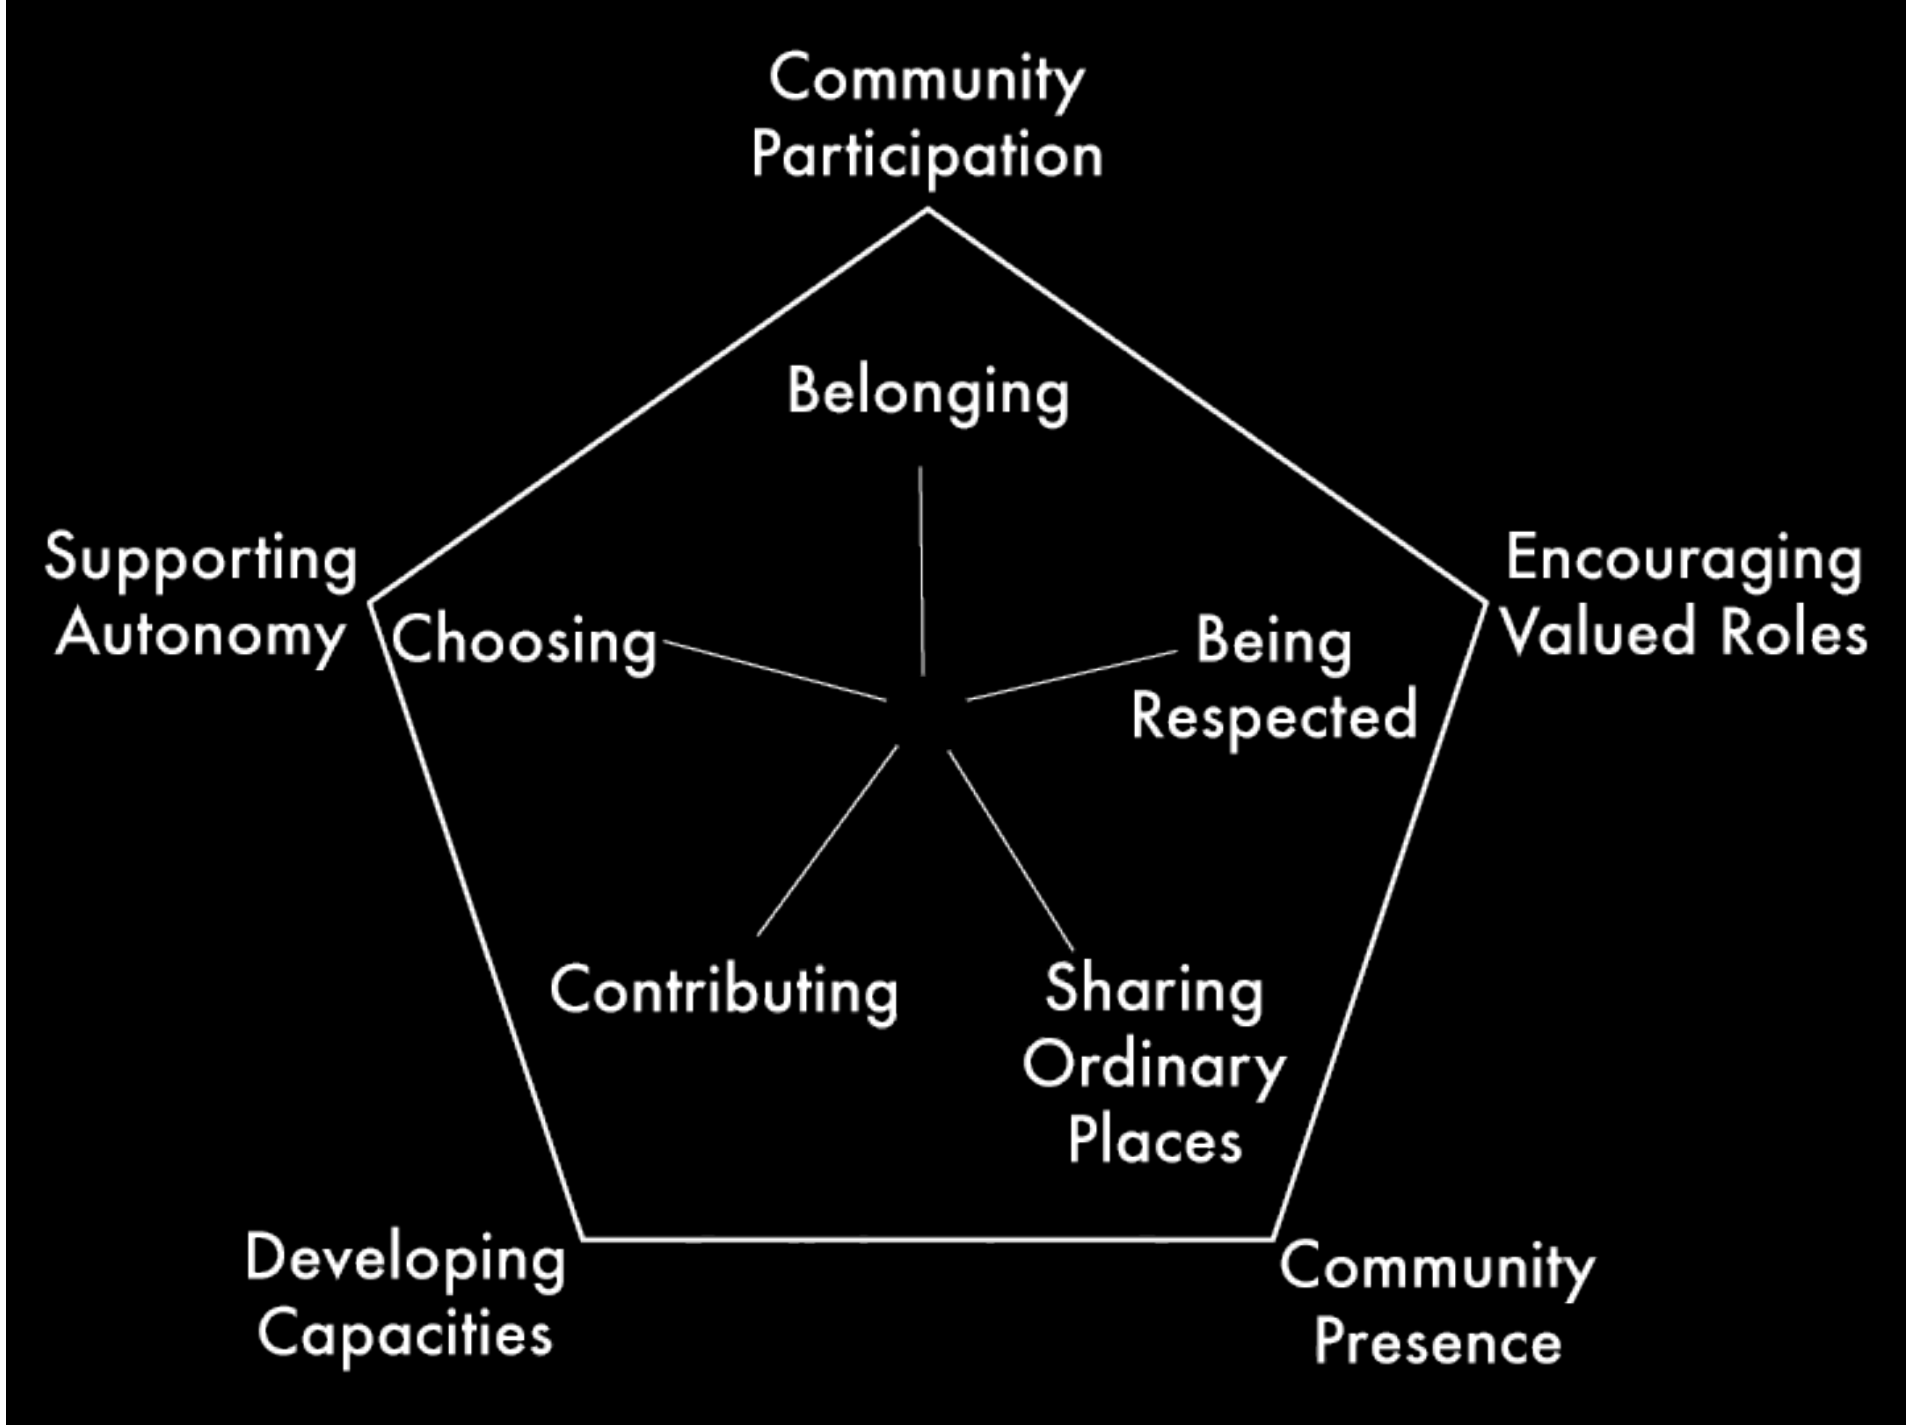 Community
Participation
Belonging
Supporting
Autonomy
Choosing
Being
Respected
Encouraging
Valued Roles
Contributing
Sharing
Ordinary
Places
Developing
Capacities
Community
Presence